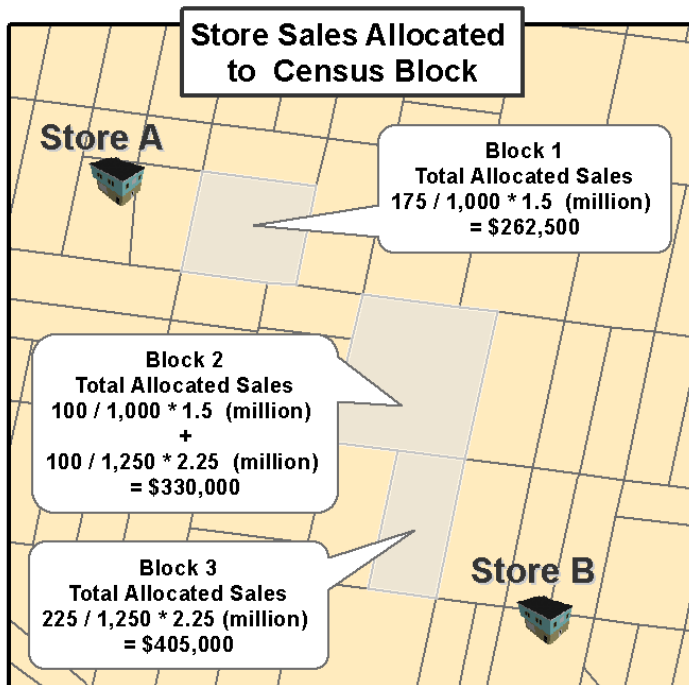 Store Sales Allocated
to Census Block
Store A
Block 1
Total Allocated Sales
175 / 1,000 * 1.5 (million)
= $262,500
Block 2
Total Allocated Sales
100 / 1,000 * 1.5 (million)
+
100 / 1,250 * 2.25 (million)
= $330,000
Block 3
Total Allocated Sales
225 / 1,250 * 2.25 (million)
= $405,000
Store B